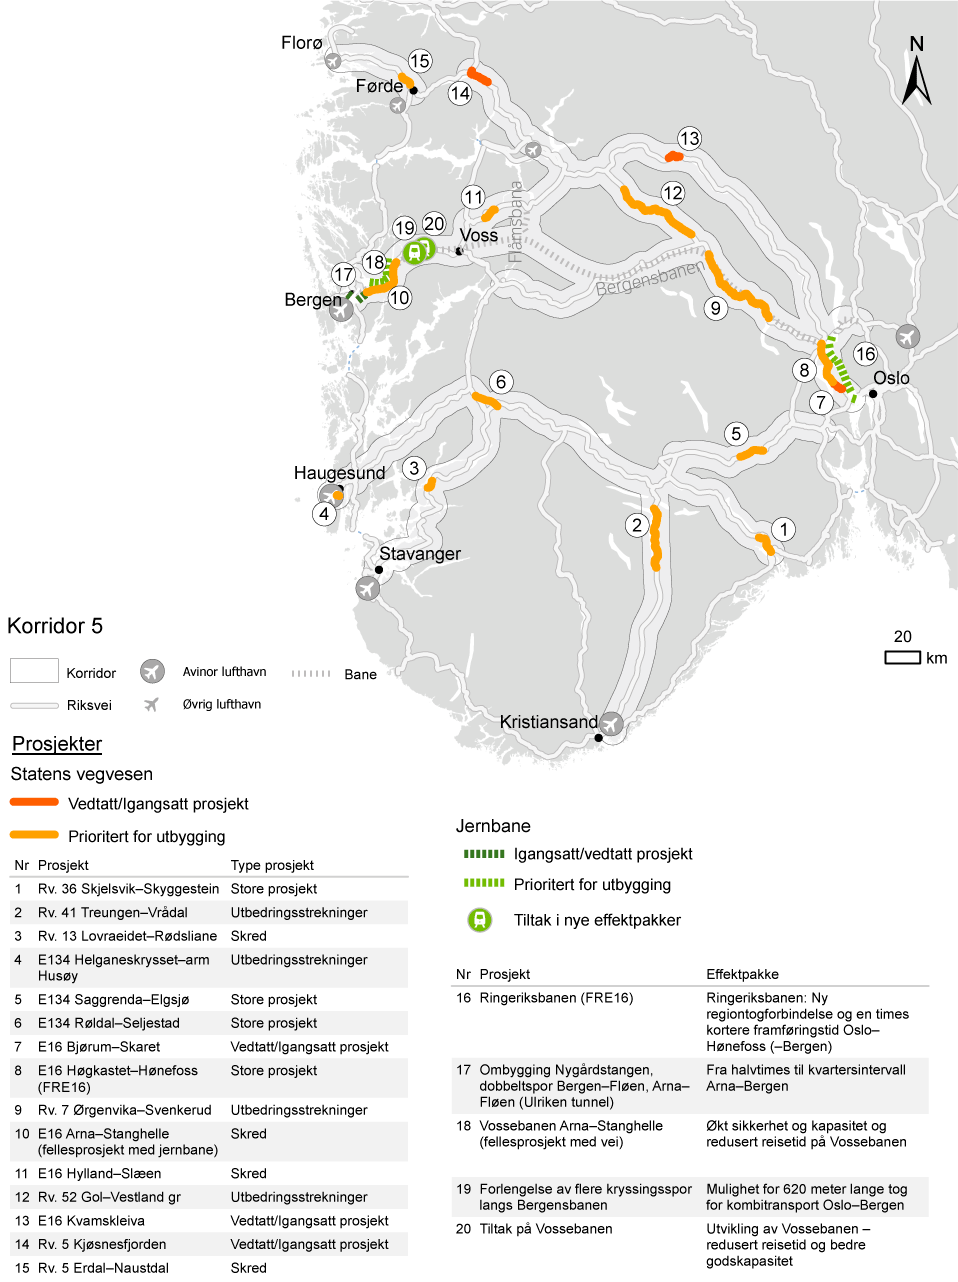 Florø
15
N
Førde
14
13
12
11
Flåmsbana
19
20
Voss
18
17
Bergensbanen
10
Bergen
9
16
8
Oslo
6
7
5
3
Haugesund
4
2
1
Stavanger
Korridor 5
20
km
Korridor
Avinor lufthavn
Bane
Riksvei
Øvrig lufthavn
Kristiansand
Prosjekter
Statens vegvesen
Vedtatt/Igangsatt prosjekt
Prioritert for utbygging
Nr Prosjekt Type prosjekt
1 Rv. 36 Skjelsvik–Skyggestein Store prosjekt
2 Rv. 41 Treungen–Vrådal Utbedringsstrekninger
3 Rv. 13 Lovraeidet–Rødsliane Skred
4 E134 Helganeskrysset–arm Utbedringsstrekninger
Husøy
5 E134 Saggrenda–Elgsjø Store prosjekt
6 E134 Røldal–Seljestad Store prosjekt
7 E16 Bjørum–Skaret Vedtatt/Igangsatt prosjekt
8 E16 Høgkastet–Hønefoss Store prosjekt
(FRE16)
9 Rv. 7 Ørgenvika–Svenkerud Utbedringsstrekninger
10 E16 Arna–Stanghelle Skred
(fellesprosjekt med jernbane)
11 E16 Hylland–Slæen Skred
12 Rv. 52 Gol–Vestland gr Utbedringsstrekninger
13 E16 Kvamskleiva Vedtatt/Igangsatt prosjekt
14 Rv. 5 Kjøsnesfjorden Vedtatt/Igangsatt prosjekt
15 Rv. 5 Erdal–Naustdal Skred
Jernbane
Igangsatt/vedtatt prosjekt
Prioritert for utbygging
Tiltak i nye effektpakker
Nr Prosjekt Effektpakke
16 Ringeriksbanen (FRE16) Ringeriksbanen: Ny
regiontogforbindelse og en times
kortere framføringstid Oslo–
Hønefoss (–Bergen)
17 Ombygging Nygårdstangen, Fra halvtimes til kvartersintervall
dobbeltspor Bergen–Fløen, Arna– Arna–Bergen
Fløen (Ulriken tunnel)
18 Vossebanen Arna–Stanghelle Økt sikkerhet og kapasitet og
(fellesprosjekt med vei) redusert reisetid på Vossebanen
19 Forlengelse av flere kryssingsspor Mulighet for 620 meter lange tog
langs Bergensbanen for kombitransport Oslo–Bergen
20 Tiltak på Vossebanen Utvikling av Vossebanen –
redusert reisetid og bedre
godskapasitet